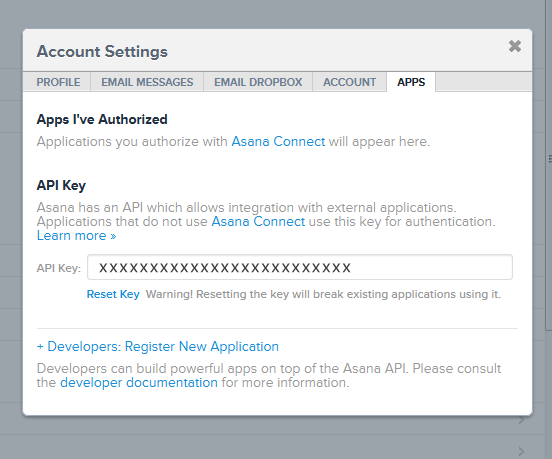 Account Settings
PROFILE EMAIL MESSAGES EMAIL DROPBOX ACCOUNT APPS
Apps I've Authorized
Applications you authorize with Asana Connect will appear here.
API Key
Asana has an API which allows integration with external applications.
Applications that do not use Asana Connect use this key for authentication.
Learn more »
API Key: XXXXXXXXXXXXXXXXXXXXXXXXX
Reset Key Warning! Resetting the key will break existing applications using it.
+ Developers: Register New Application
Developers can build powerful apps on top of the Asana API. Please consult
the developer documentation for more information.